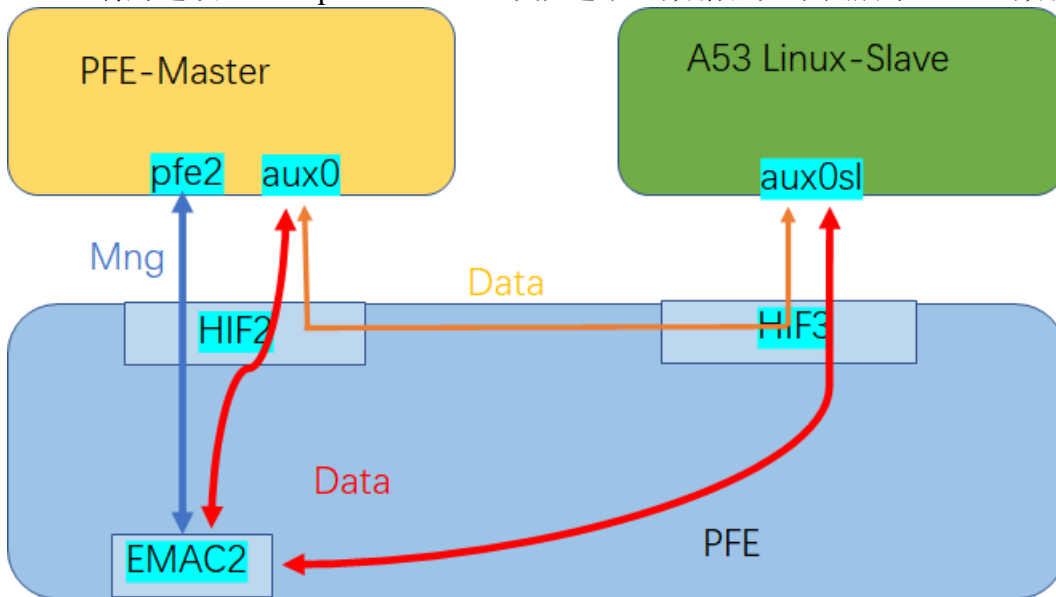 PFE-Master
A53 Linux-Slave
pfe2
aux0
aux0sl
Mng
Data
HIF2
HIF3
Data
EMAC2
PFE